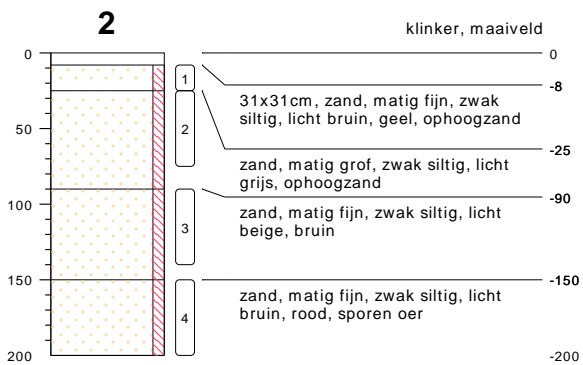 2
klinker, maaiveld
0
0
1
-8
31x31cm, zand, matig fijn, zwak
siltig, licht bruin, geel, ophoogzand
50
2
-25
zand, matig grof, zwak siltig, licht
grijs, ophoogzand
-90
100
zand, matig fijn, zwak siltig, licht
beige, bruin
3
150
-150
zand, matig fijn, zwak siltig, licht
bruin, rood, sporen oer
4
200
-200